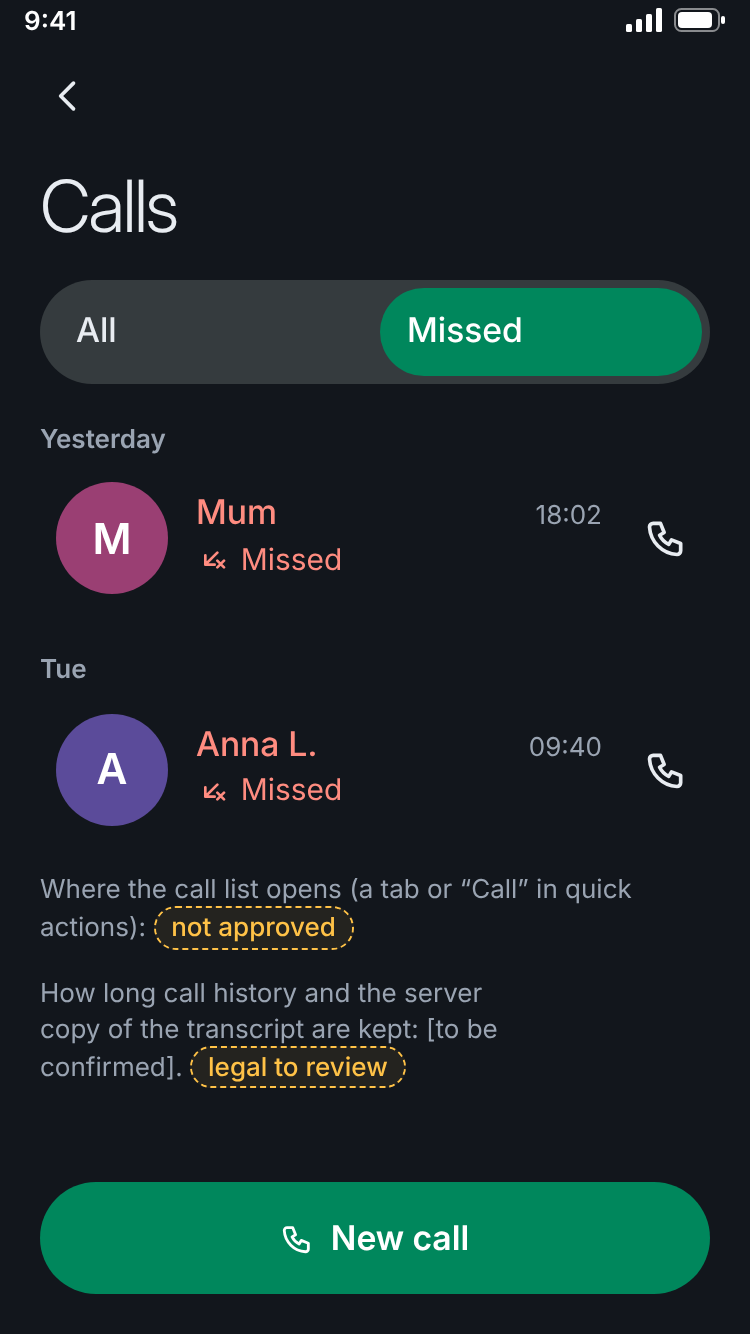 9:41
Calls
All
Missed
Yesterday
M
Mum
18:02
Missed
Tue
A
Anna L.
09:40
Missed
Where the call list opens (a tab or “Call” in quick
actions): not approved
How long call history and the server
copy of the transcript are kept: [to be
confirmed]. legal to review
New call